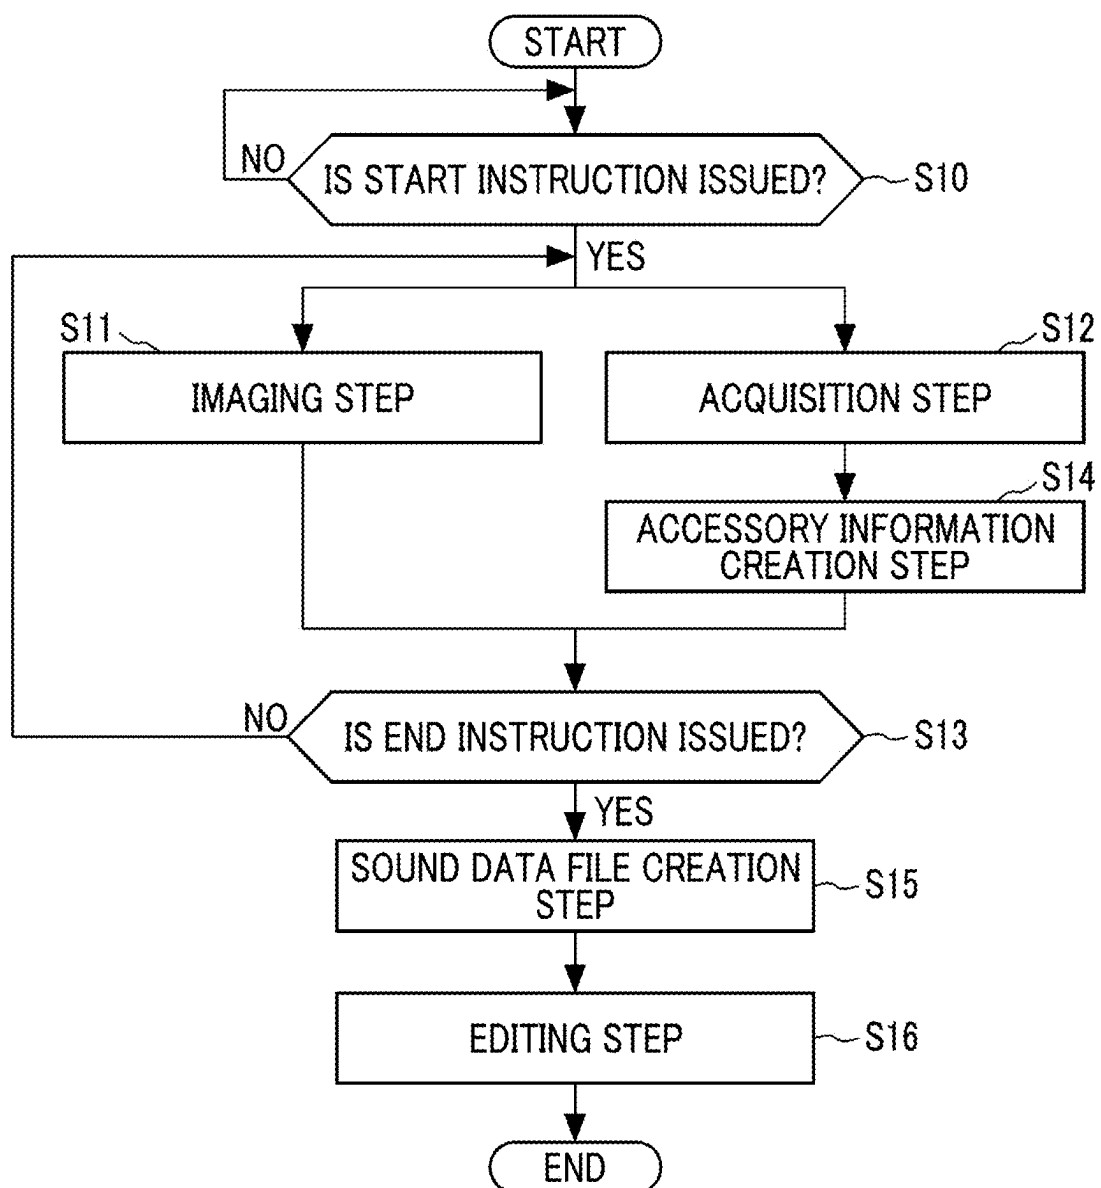 START
NO
IS START INSTRUCTION ISSUED?
S10
YES
S11
S12
IMAGING STEP
ACQUISITION STEP
S14
ACCESSORY INFORMATION
CREATION STEP
NO
IS END INSTRUCTION ISSUED?
S13
YES
SOUND DATA FILE CREATION
STEP
S15
EDITING STEP
S16
END